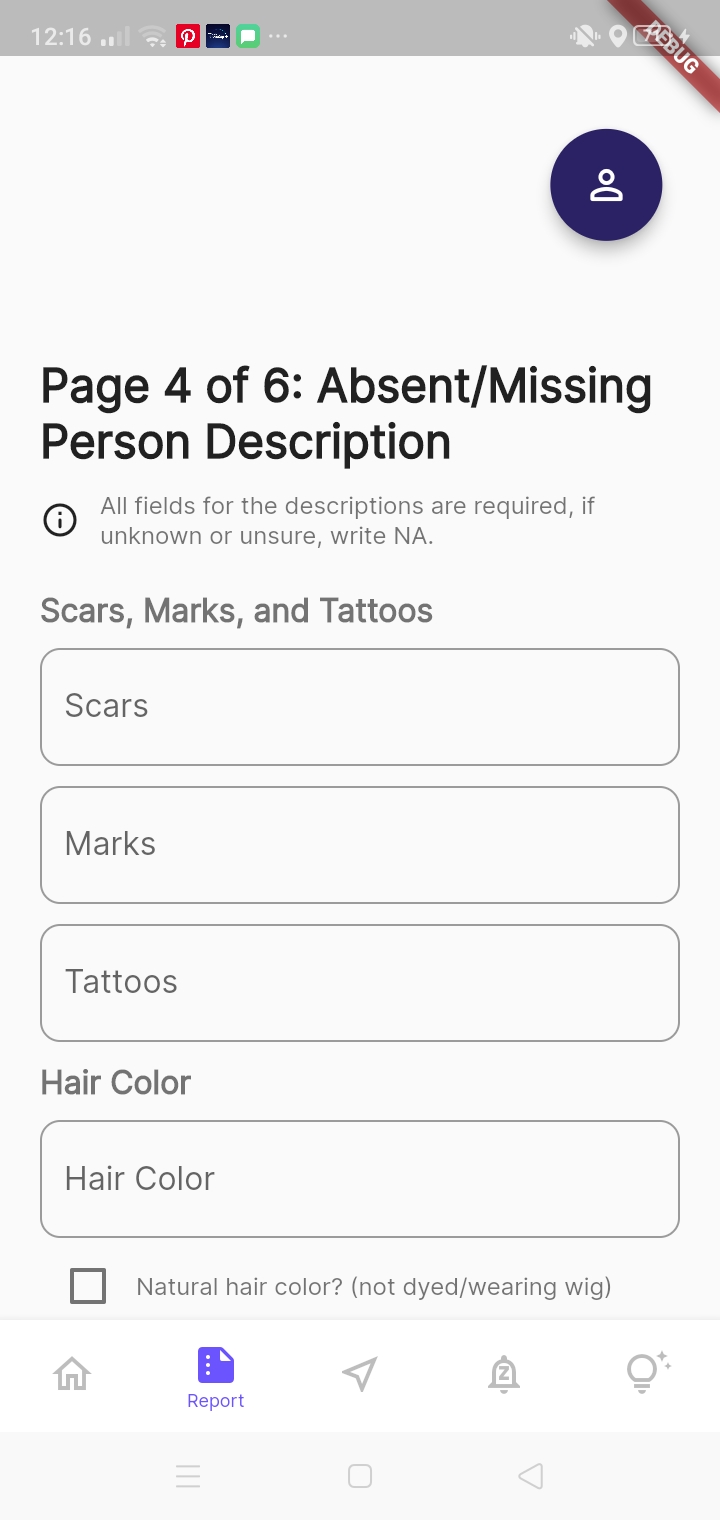 12:16
71
DEBUG
Page 4 of 6: Absent/Missing
Person Description
All fields for the descriptions are required, if
unknown or unsure, write NA.
Scars, Marks, and Tattoos
Scars
Marks
Tattoos
Hair Color
Hair Color
Natural hair color? (not dyed/wearing wig)
Report